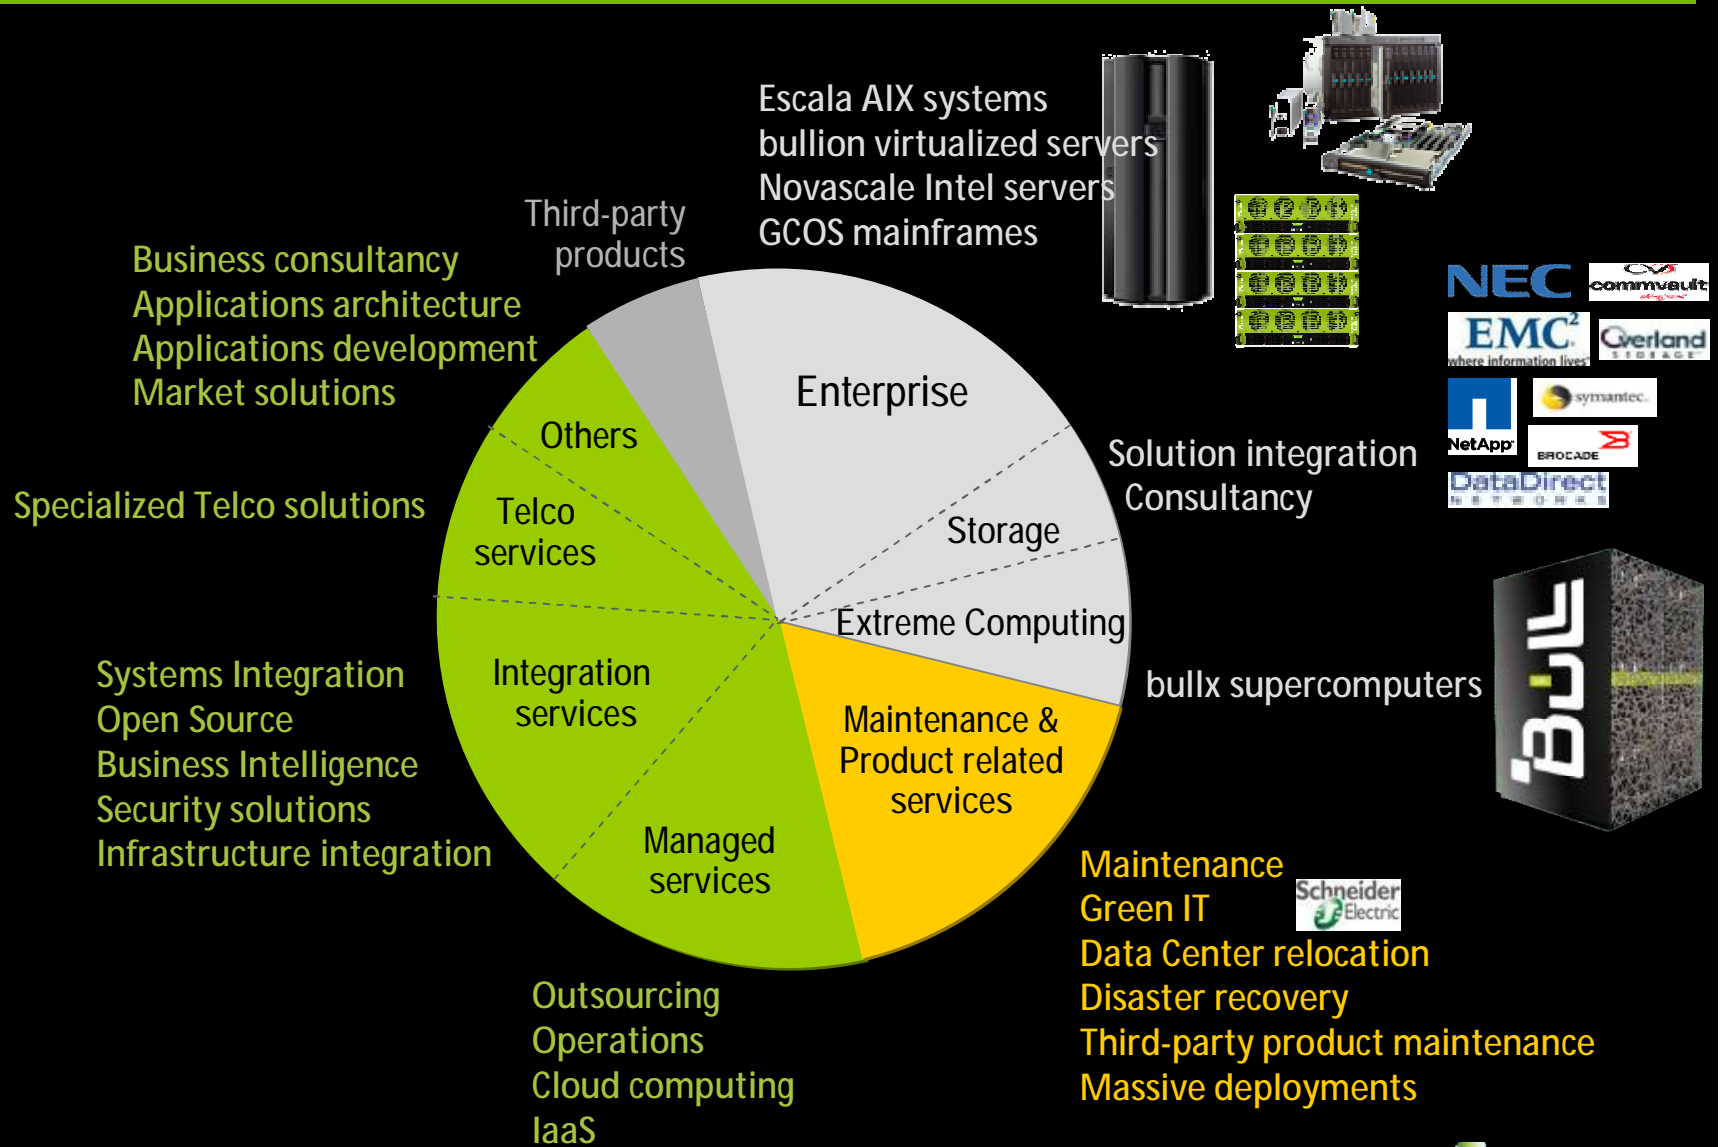 Escala AIX systems
bullion virtualized servers
Novascale Intel servers
GCOS mainframes
Third-party
products
Business consultancy
Applications architecture
Applications development
Market solutions
NEC
commvault
EMC²
where information lives
Overland
STORAGE
Enterprise
NetApp
symantec.
BROCADE
DataDirect
NETWORKS
Others
Solution integration
Consultancy
Specialized Telco solutions
Telco
services
Storage
Extreme Computing
Integration
services
Systems Integration
Open Source
Business Intelligence
Security solutions
Infrastructure integration
bullx supercomputers
Bull
Maintenance &
Product related
services
Managed
services
Maintenance
Green IT
Schneider
Electric
Data Center relocation
Disaster recovery
Third-party product maintenance
Massive deployments
Outsourcing
Operations
Cloud computing
IaaS